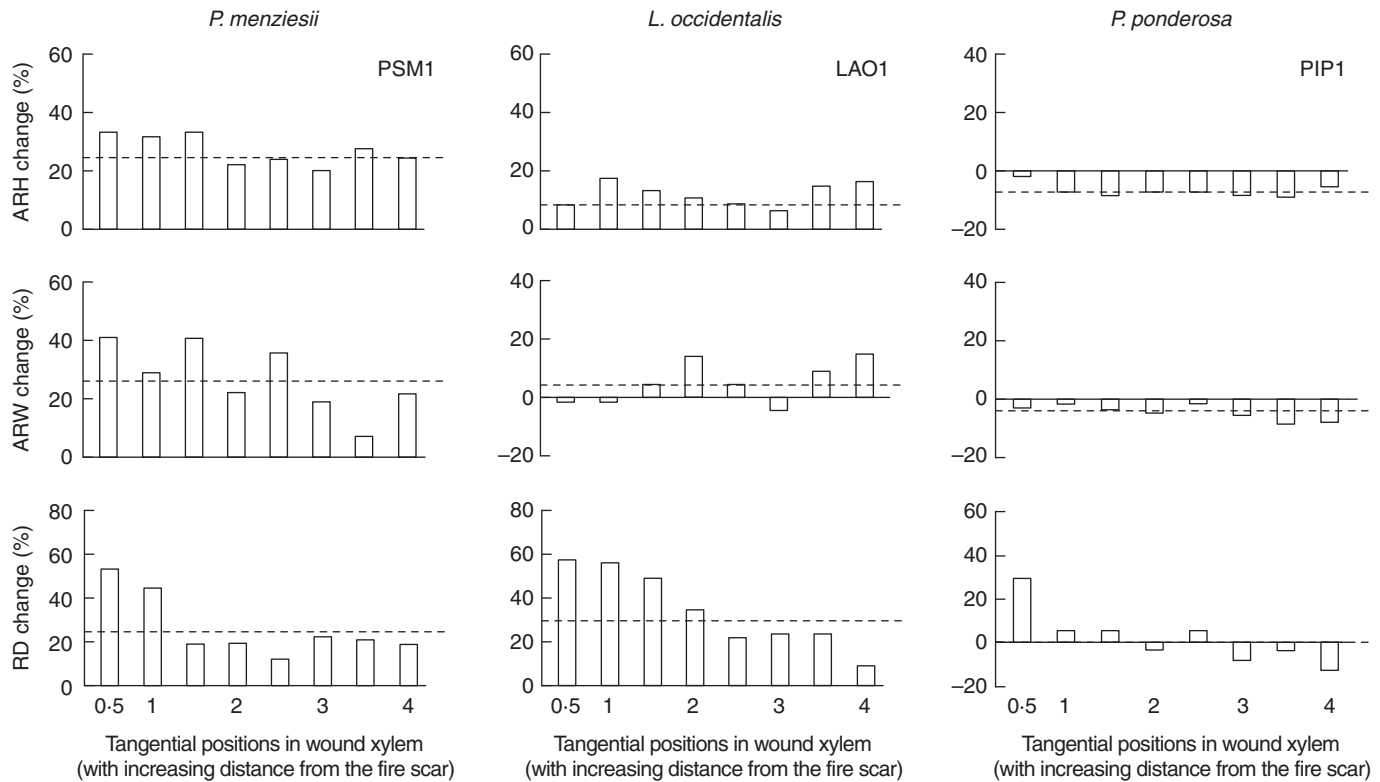 P. menziesii
L. occidentalis
P. ponderosa
ARH change (%)
60
40
20
0
PSM1
60
40
20
0
LAO1
40
20
0
–20
PIP1
ARW change (%)
60
40
20
0
40
20
0
–20
40
20
0
–20
RD change (%)
80
60
40
20
0
80
60
40
20
0
60
40
20
0
–20
0·5 1 2 3 4
0·5 1 2 3 4
0·5 1 2 3 4
Tangential positions in wound xylem
(with increasing distance from the fire scar)
Tangential positions in wound xylem
(with increasing distance from the fire scar)
Tangential positions in wound xylem
(with increasing distance from the fire scar)